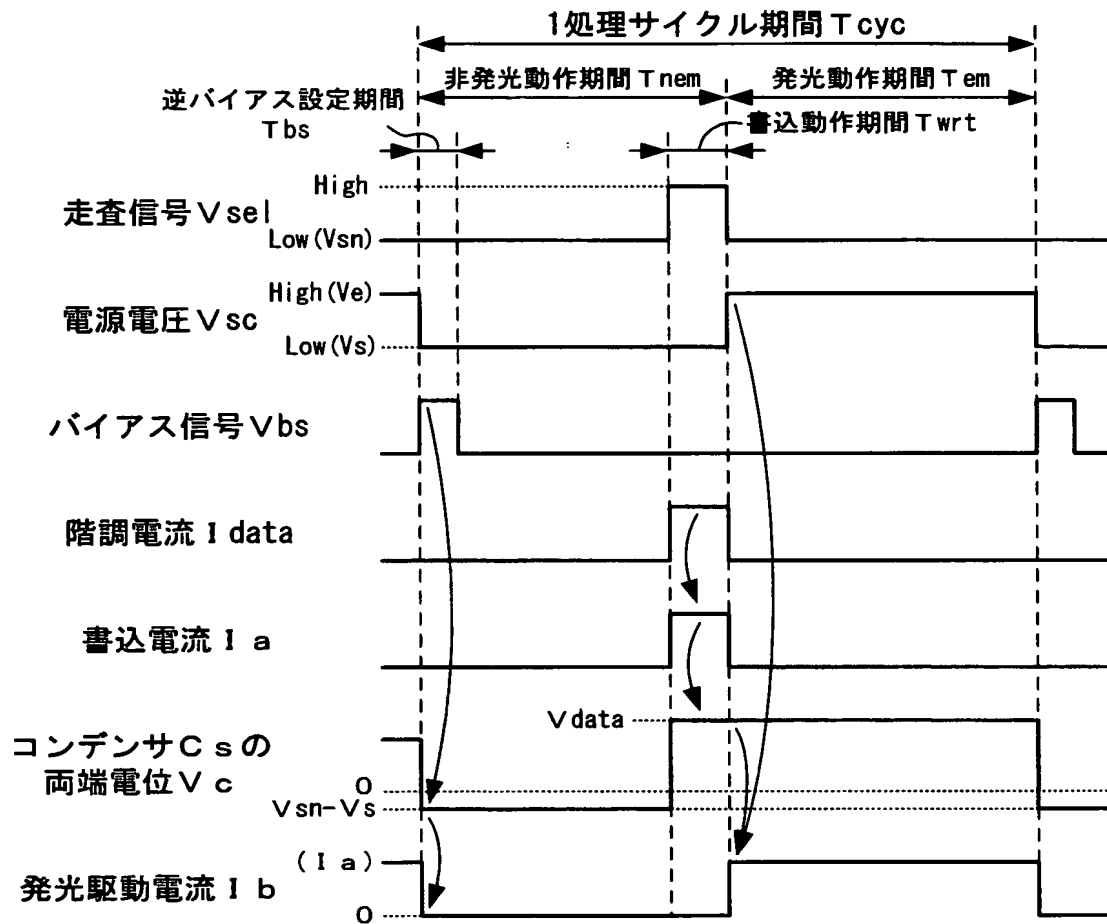 1処理サイクル期間Tcyc
非発光動作期間Tnem
発光動作期間Tem
逆バイアス設定期間
Tbs
書込動作期間Twrt
High
走査信号Vsel
Low(Vsn)
High(Ve)
電源電圧Vsc
Low(Vs)
バイアス信号Vbs
階調電流Idata
書込電流Ia
Vdata
コンデンサCsの
両端電位Vc
0
Vsn-Vs
(Ia)
発光駆動電流Ib
0